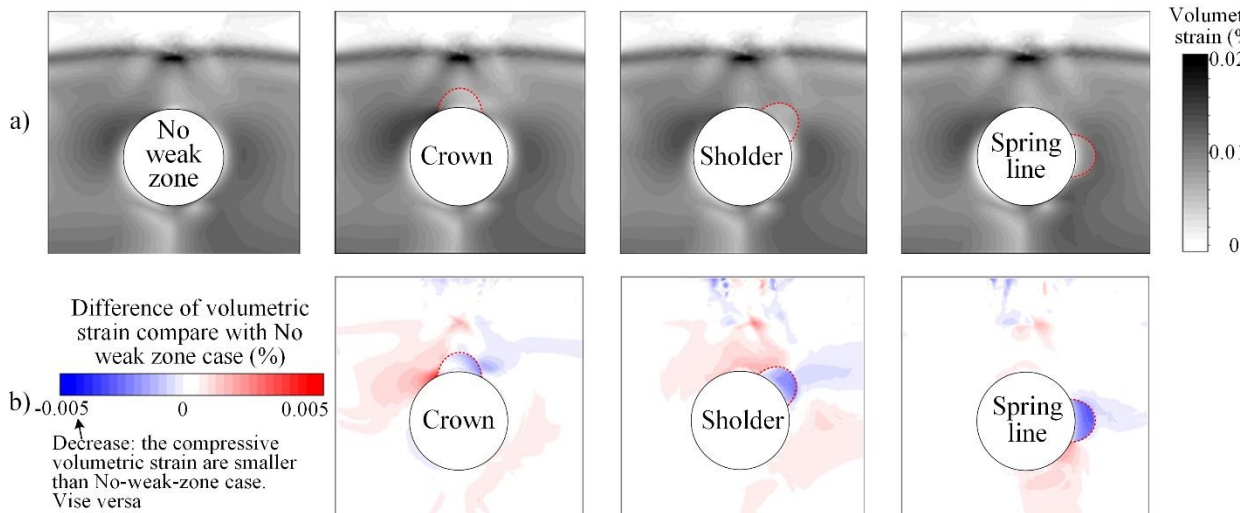 Volumet
strain (%
0.02
0.01
0.
a)
No
weak
zone
Crown
Sholder
Spring
line
Difference of volumetric
strain compare with No
weak zone case (%)
b)
-0.005
0
0.005
Decrease: the compressive
volumetric strain are smaller
than No-weak-zone case.
Vise versa
Crown
Sholder
Spring
line